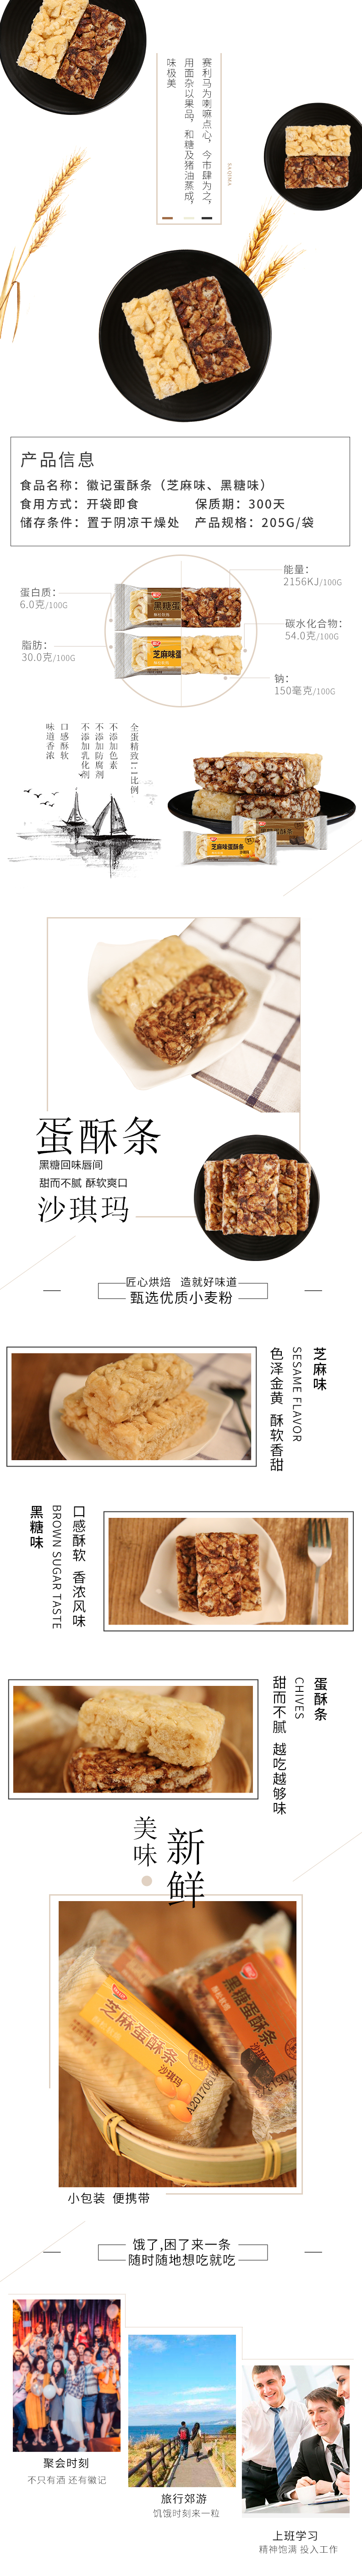 赛利马为喇嘛点心，今市肆为之，
用面杂以果品，和糖及猪油蒸成，
味极美
SAQIMA
产品信息
食品名称：徽记蛋酥条（芝麻味、黑糖味）
食用方式：开袋即食 保质期：300天
储存条件：置于阴凉干燥处 产品规格：205G/袋
能量：
2156KJ/100G
蛋白质：
6.0克/100G
碳水化合物：
54.0克/100G
脂肪：
30.0克/100G
钠：
150毫克/100G
黑糖蛋
芝麻味蛋
全蛋精致1:1比例
不添加色素
不添加防腐剂
不添加乳化剂
口感酥软
味道香浓
芝麻味蛋酥条
蛋酥条
黑糖回味唇间
甜而不腻 酥软爽口
沙琪玛
匠心烘焙 造就好味道
甄选优质小麦粉
芝麻味
SESAME FLAVOR
色泽金黄 酥软香甜
口感酥软 香浓风味
BROWN SUGAR TASTE
黑糖味
蛋酥条
CHIVES
甜而不腻 越吃越够味
新鲜
美味
芝麻蛋酥条
沙琪玛
黑糖蛋酥条
沙琪玛
小包装 便携带
饿了,困了来一条
随时随地想吃就吃
聚会时刻
不只有酒 还有徽记
旅行郊游
饥饿时刻来一粒
上班学习
精神饱满 投入工作